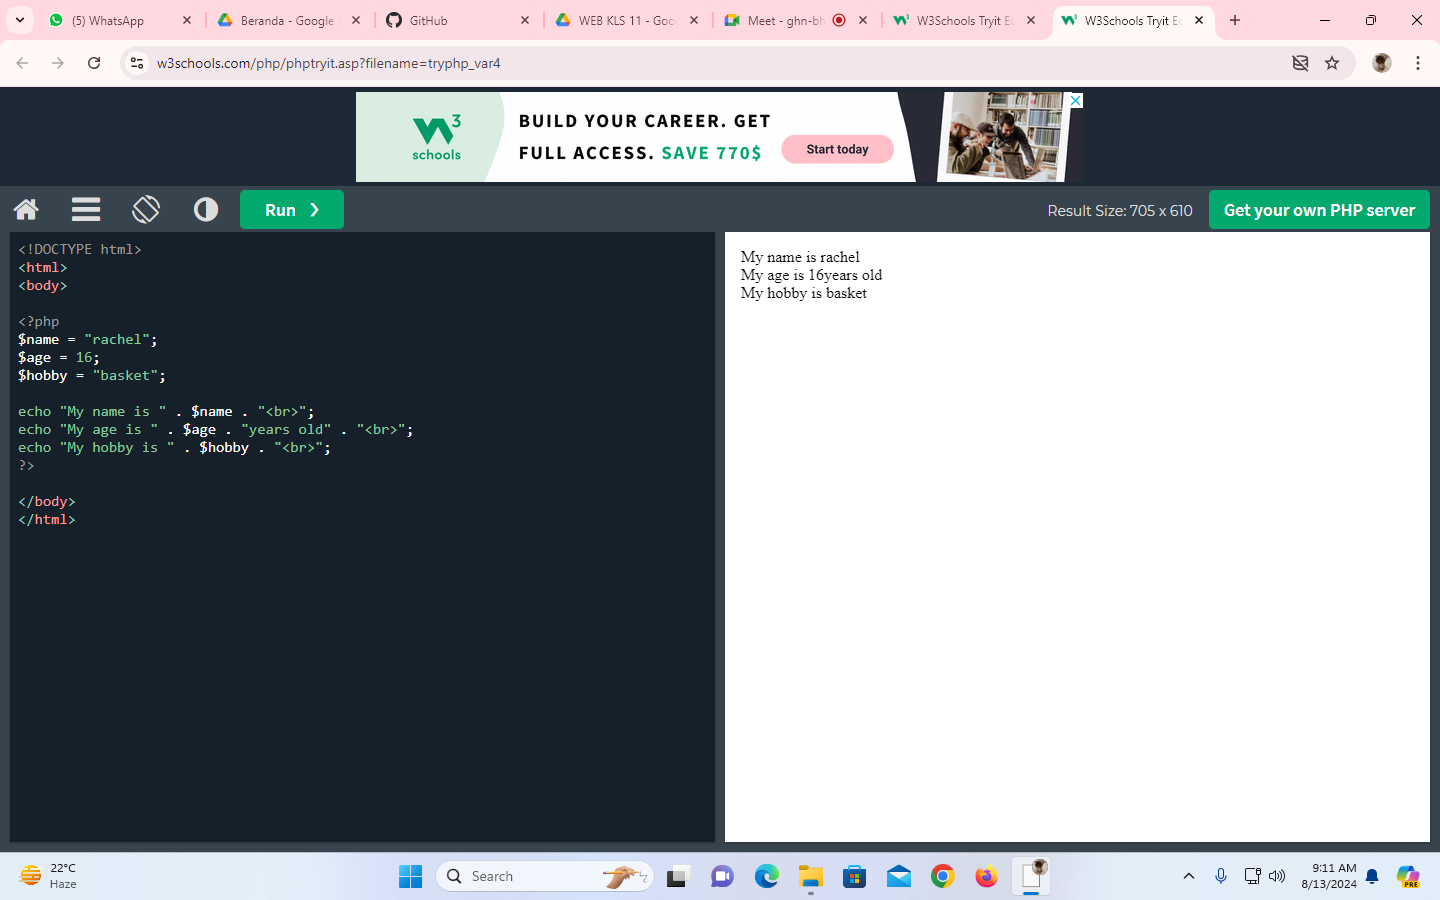 (5) WhatsApp
Beranda - Google
GitHub
WEB KLS 11 - Goo
Meet - ghn-bh
W3Schools Tryit Ed
W3Schools Tryit Ed
w3schools.com/php/phptryit.asp?filename=tryphp_var4
W3
schools
BUILD YOUR CAREER. GET
FULL ACCESS. SAVE 770$
Start today
Run ❯
Result Size: 705 x 610
Get your own PHP server
<!DOCTYPE html>
<html>
<body>
<?php
$name = "rachel";
$age = 16;
$hobby = "basket";
echo "My name is " . $name . "<br>";
echo "My age is " . $age . "years old" . "<br>";
echo "My hobby is " . $hobby . "<br>";
?>
</body>
</html>
My name is rachel
My age is 16years old
My hobby is basket
22°C
Haze
Search
9:11 AM
8/13/2024
PRE